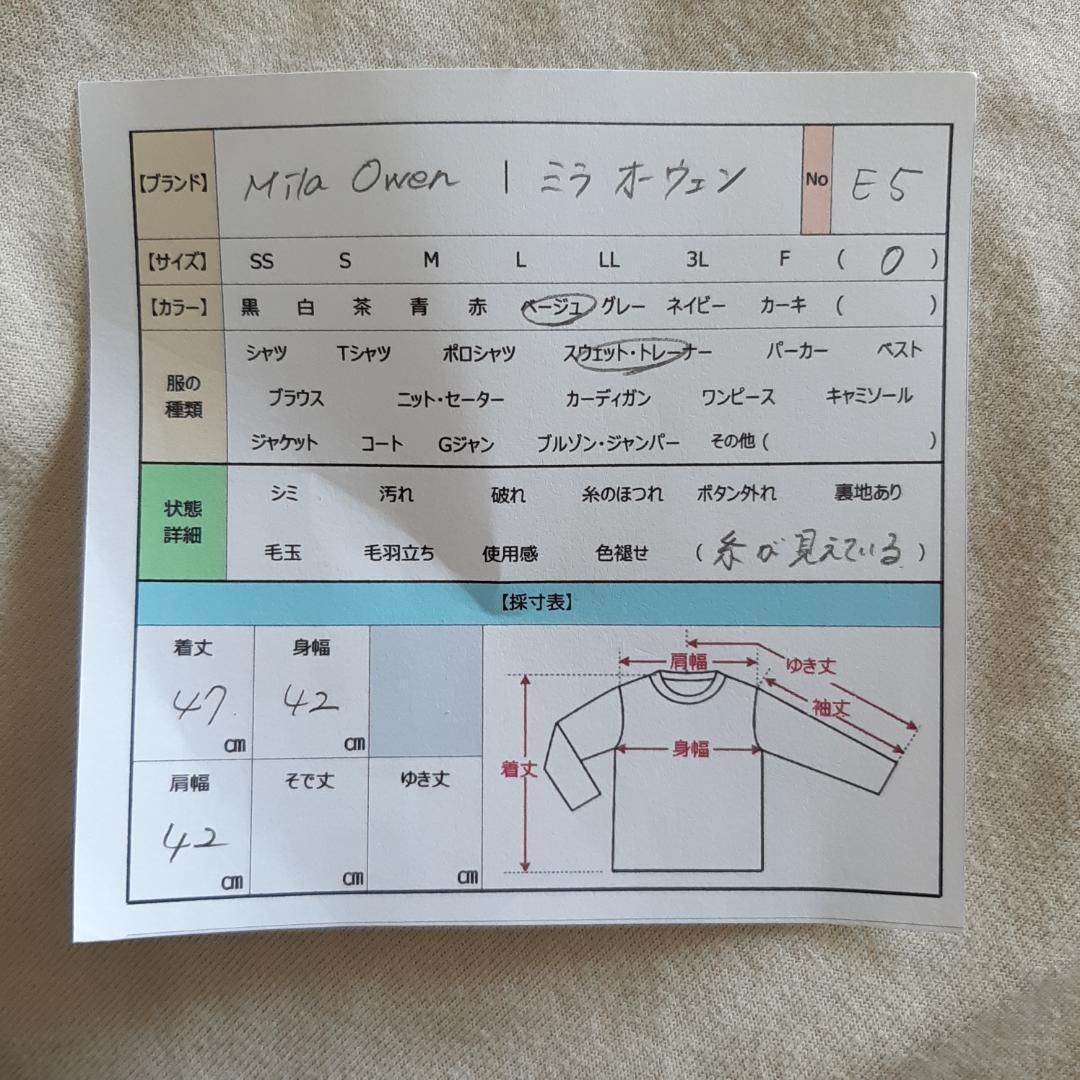 【ブランド】 Mila Owen | ミラ オーウェン No E5
【サイズ】 SS S M L LL 3L F ( 0 )
【カラー】 黒 白 茶 青 赤 ベージュ グレー ネイビー カーキ ( )
服の種類
シャツ Tシャツ ポロシャツ スウェット・トレーナー パーカー ベスト
ブラウス ニット・セーター カーディガン ワンピース キャミソール
ジャケット コート Gジャン ブルゾン・ジャンパー その他 ( )
状態詳細
シミ 汚れ 破れ 糸のほつれ ボタン外れ 裏地あり
毛玉 毛羽立ち 使用感 色褪せ ( 糸が見えている )
【採寸表】
着丈 身幅
47 42
cm cm
肩幅 そで丈 ゆき丈
42
cm cm cm
肩幅 ゆき丈
袖丈
身幅
着丈